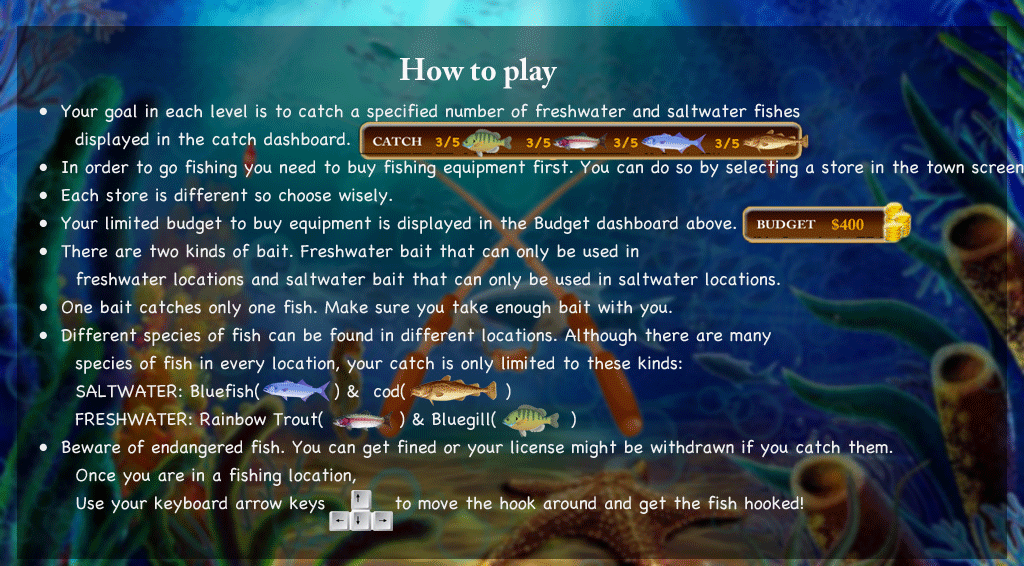 How to play
• Your goal in each level is to catch a specified number of freshwater and saltwater fishes
displayed in the catch dashboard. CATCH 3/5 3/5 3/5 3/5
• In order to go fishing you need to buy fishing equipment first. You can do so by selecting a store in the town screen
• Each store is different so choose wisely.
• Your limited budget to buy equipment is displayed in the Budget dashboard above. BUDGET $400
• There are two kinds of bait. Freshwater bait that can only be used in
freshwater locations and saltwater bait that can only be used in saltwater locations.
• One bait catches only one fish. Make sure you take enough bait with you.
• Different species of fish can be found in different locations. Although there are many
species of fish in every location, your catch is only limited to these kinds:
SALTWATER: Bluefish( ) & cod( )
FRESHWATER: Rainbow Trout( ) & Bluegill( )
• Beware of endangered fish. You can get fined or your license might be withdrawn if you catch them.
Once you are in a fishing location,
Use your keyboard arrow keys ↑ ← ↓ → to move the hook around and get the fish hooked!